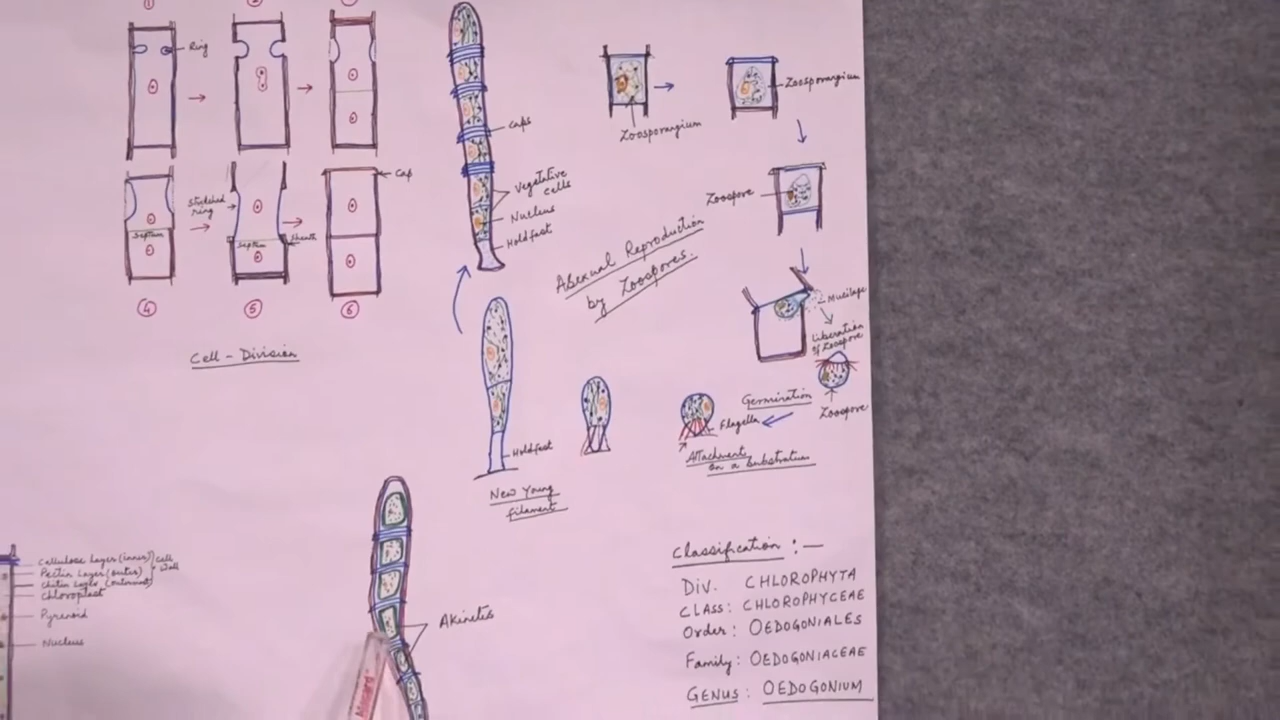 Ring
Cap
Stretched
ring
Septum
Septum
Sheath
4
5
6
Cell - Division
Caps
Vegetative
cells
Nucleus
Holdfast
Zoosporangium
Zoosporangium
Zoospore
Asexual Reproduction
by Zoospores.
Mucilage
Liberation
of Zoospore
Zoospore
Germination
Flagella
Attachment
on a substratum
Holdfast
New Young
filament
Cellulose layer (inner)
Pectin Layer (outer)
Chitin Layer (outermost)
Cell
Wall
Chloroplast
Pyrenoid
Nucleus
Akinetes
Classification : —
Div. CHLOROPHYTA
CLASS: CHLOROPHYCEAE
Order: OEDOGONIALES
Family: OEDOGONIACEAE
GENUS: OEDOGONIUM